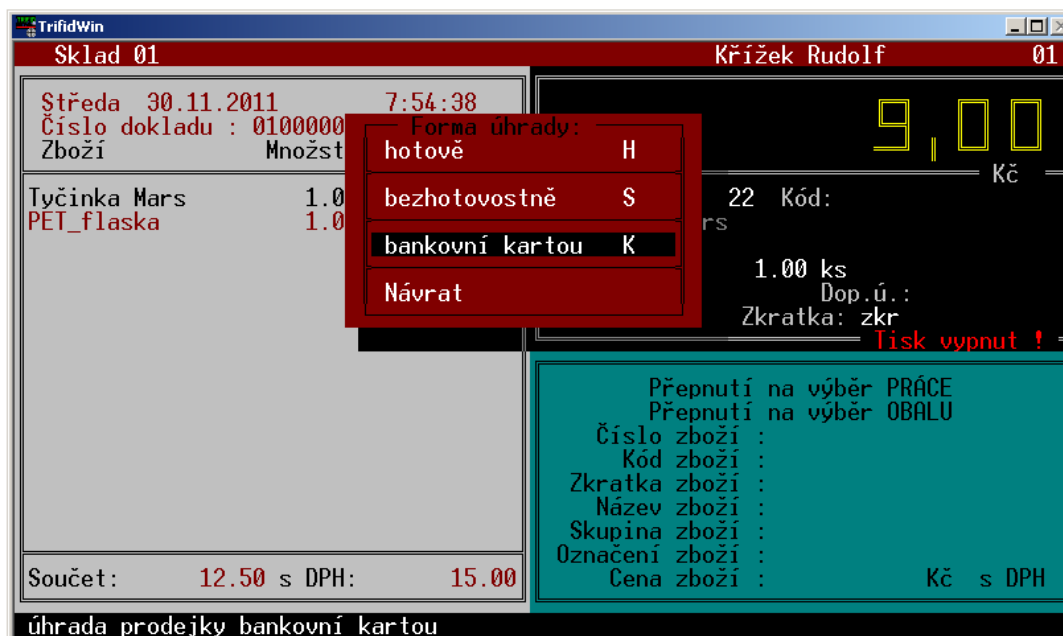 TrifidWin
Sklad 01 Křížek Rudolf 01
Středa 30.11.2011 7:54:38
Číslo dokladu : 0100000
Zboží Množst
9,00
Kč
Tyčinka Mars 1.0
PET_flaska 1.0
Forma úhrady:
hotově H
bezhotovostně S
bankovní kartou K
Návrat
22 Kód:
rs
1.00 ks
Dop.ú.:
Zkratka: zkr
Tisk vypnut !
Přepnutí na výběr PRÁCE
Přepnutí na výběr OBALU
Číslo zboží :
Kód zboží :
Zkratka zboží :
Název zboží :
Skupina zboží :
Označení zboží :
Cena zboží : Kč s DPH
Součet: 12.50 s DPH: 15.00
úhrada prodejky bankovní kartou